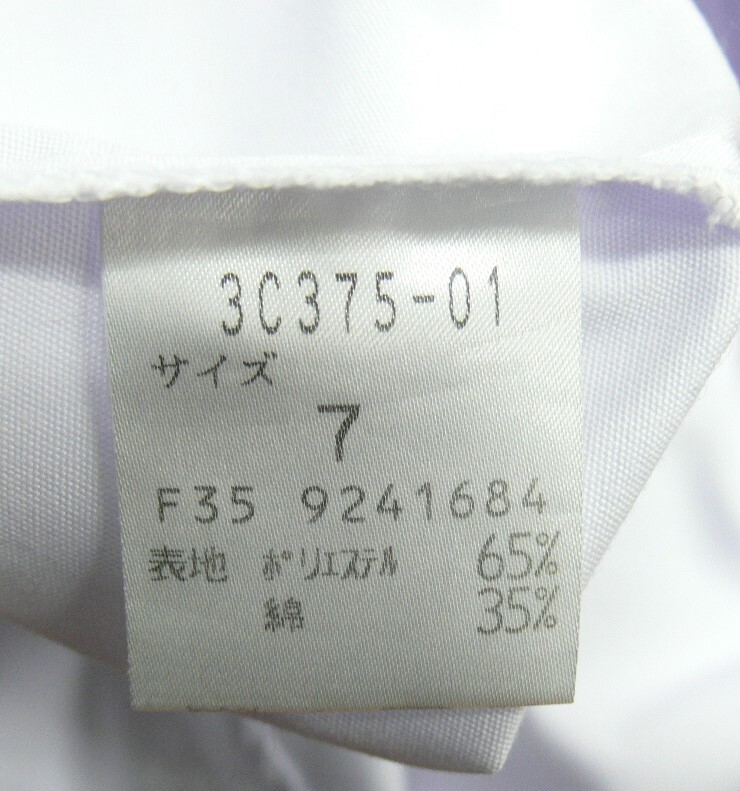 3C375-01
サイズ
7
F35 9241684
表地 ポリエステル 65%
綿 35%